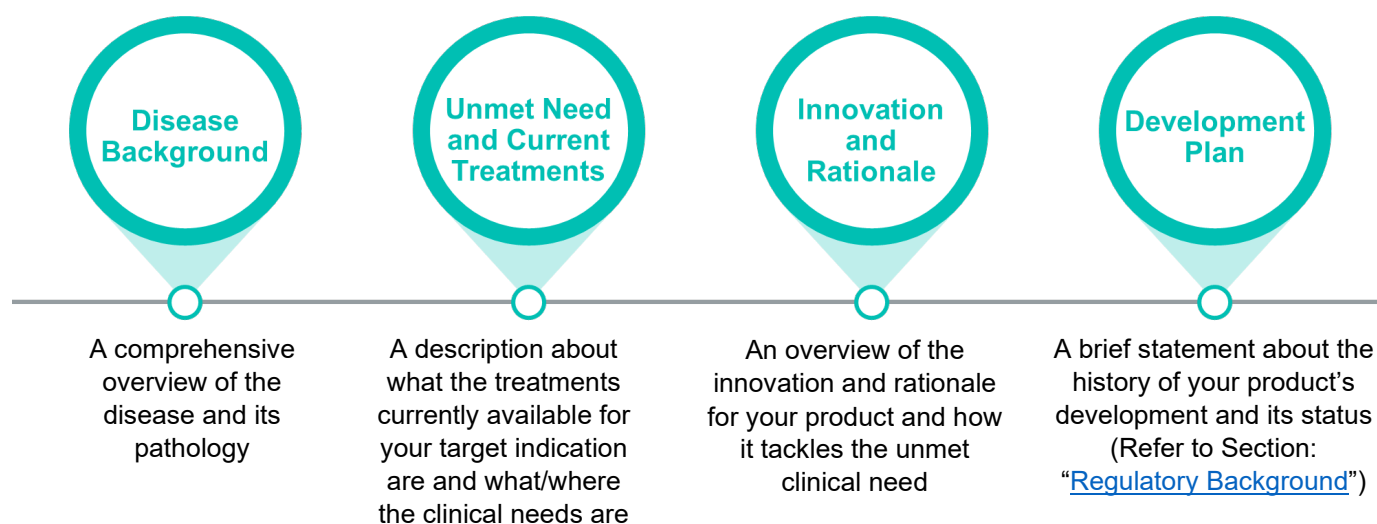 Disease
Background
A comprehensive
overview of the
disease and its
pathology
Unmet Need
and Current
Treatments
A description about
what the treatments
currently available for
your target indication
are and what/where
the clinical needs are
Innovation
and
Rationale
An overview of the
innovation and rationale
for your product and how
it tackles the unmet
clinical need
Development
Plan
A brief statement about the
history of your product’s
development and its status
(Refer to Section:
“Regulatory Background”)